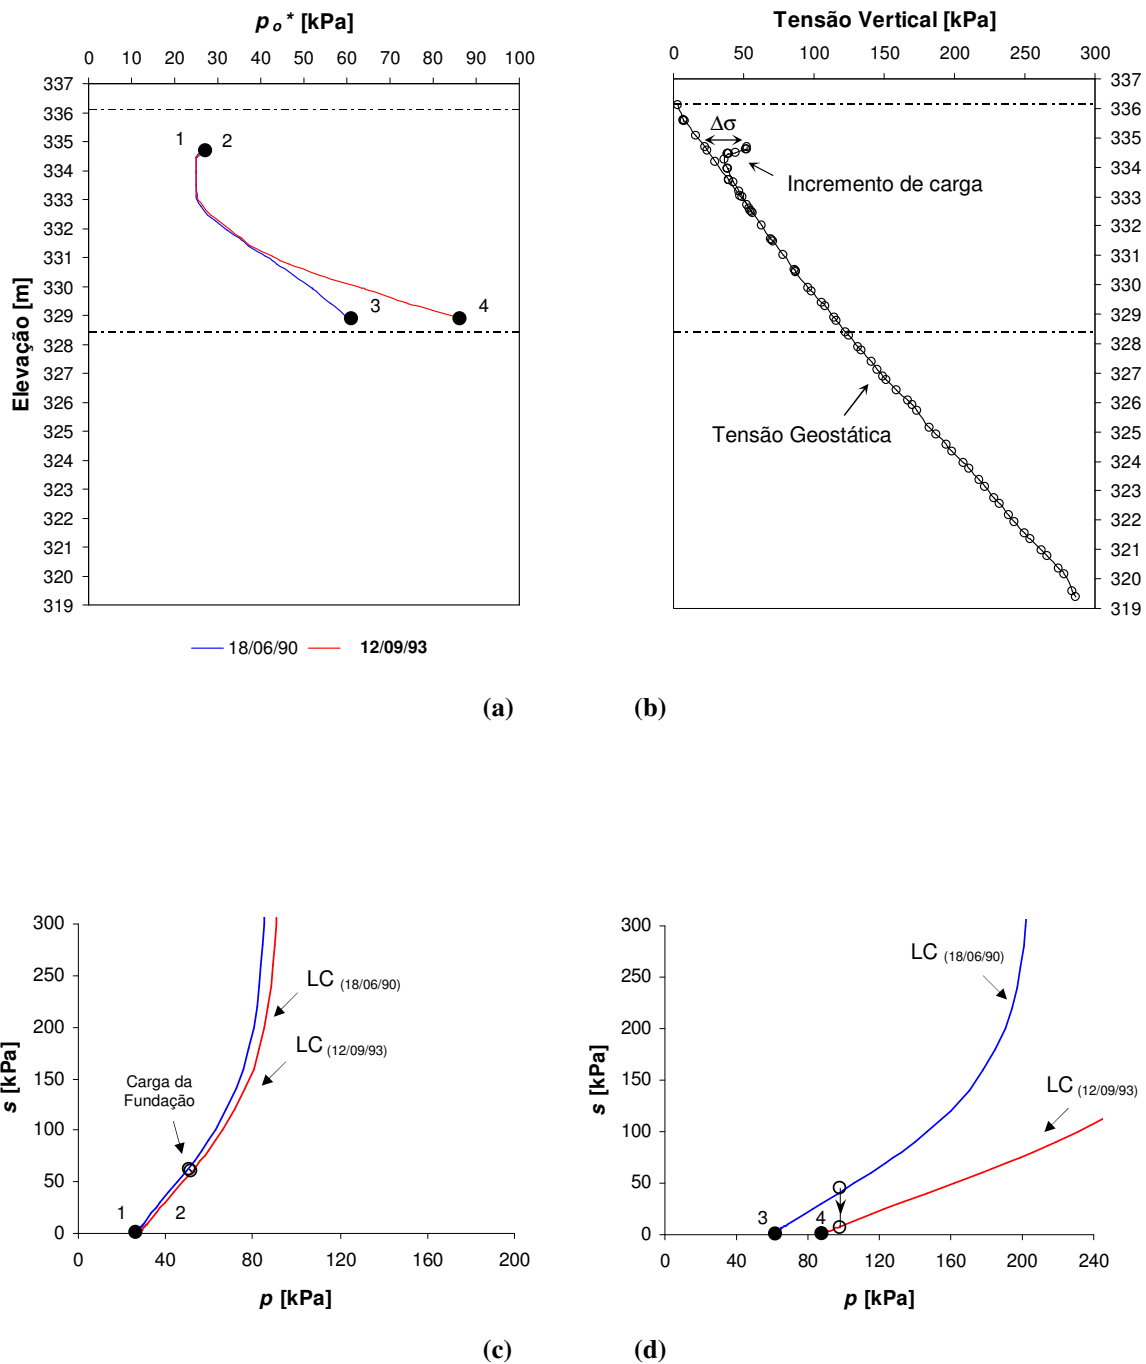 p o * [kPa]
0 10 20 30 40 50 60 70 80 90 100
337
336
335
334
333
331
330
329
328
327
326
325
324
323
322
321
320
319
Elevação [m]
1 2
3 4
18/06/90 12/09/93
(a)
Tensão Vertical [kPa]
0 50 100 150 200 250 300
337
336
335
334
333
331
330
329
328
327
326
325
324
323
322
321
320
319
Δσ
Incremento de carga
Tensão Geostática
(b)
300
250
200
150
100
50
0
s [kPa]
LC (18/06/90)
LC (12/09/93)
Carga da
Fundação
1 2
0 40 80 120 160 200
p [kPa]
(c)
300
250
200
150
100
50
0
s [kPa]
LC (18/06/90)
LC (12/09/93)
3 4
0 40 80 120 160 200 240
p [kPa]
(d)